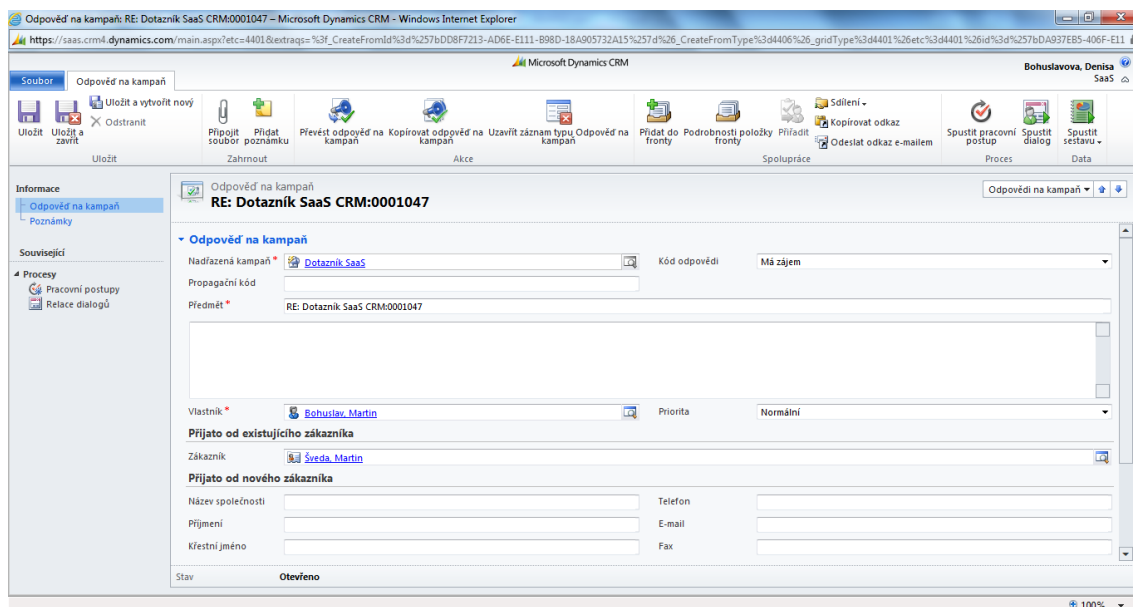 Odpověď na kampaň: RE: Dotazník SaaS CRM:0001047 – Microsoft Dynamics CRM - Windows Internet Explorer
https://saas.crm4.dynamics.com/main.aspx?etc=4401&extraqs=%3f_CreateFromId%3d%257bDD8F7213-AD6E-E111-B98D-18A905732A15%257d%26_CreateFromType%3d4406%26_gridType%3d4401%26etc%3d4401%26id%3d%257bDA937EB5-406F-E11
Microsoft Dynamics CRM
Bohuslavova, Denisa
SaaS
Soubor
Odpověď na kampaň
Uložit
Uložit a zavřít
Uložit a vytvořit nový
Odstranit
Připojit soubor
Přidat poznámku
Převést odpověď na kampaň
Kopírovat odpověď na kampaň
Uzavřít záznam typu Odpověď na kampaň
Přidat do fronty
Podrobnosti položky fronty
Přiřadit
Sdílení
Kopírovat odkaz
Odeslat odkaz e-mailem
Spustit pracovní postup
Spustit dialog
Spustit sestavu
Uložit
Zahrnout
Akce
Spolupráce
Proces
Data
Informace
Odpověď na kampaň
Poznámky
Související
Procesy
Pracovní postupy
Relace dialogů
Odpověď na kampaň
RE: Dotazník SaaS CRM:0001047
Odpovědi na kampaň
Odpověď na kampaň
Nadřazená kampaň * Dotazník SaaS
Kód odpovědi Má zájem
Propagační kód
Předmět * RE: Dotazník SaaS CRM:0001047
Vlastník * Bohuslav, Martin
Priorita Normální
Přijato od existujícího zákazníka
Zákazník Šveda, Martin
Přijato od nového zákazníka
Název společnosti
Telefon
Příjmení
E-mail
Křestní jméno
Fax
Stav Otevřeno
100%